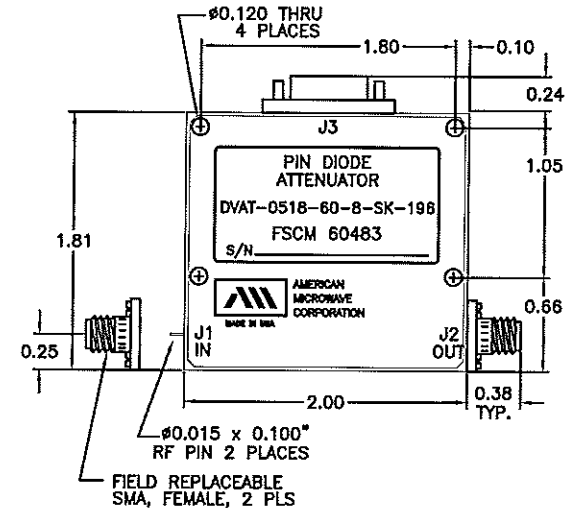 ø0.120 THRU
4 PLACES
1.80
0.10
0.24
J3
PIN DIODE
ATTENUATOR
DVAT-0518-60-8-SK-196
FSCM 60483
S/N
1.05
1.81
AMERICAN
MICROWAVE
CORPORATION
MADE IN USA
0.66
J1
IN
J2
OUT
0.25
2.00
0.38
TYP.
ø0.015 x 0.100"
RF PIN 2 PLACES
FIELD REPLACEABLE
SMA, FEMALE, 2 PLS